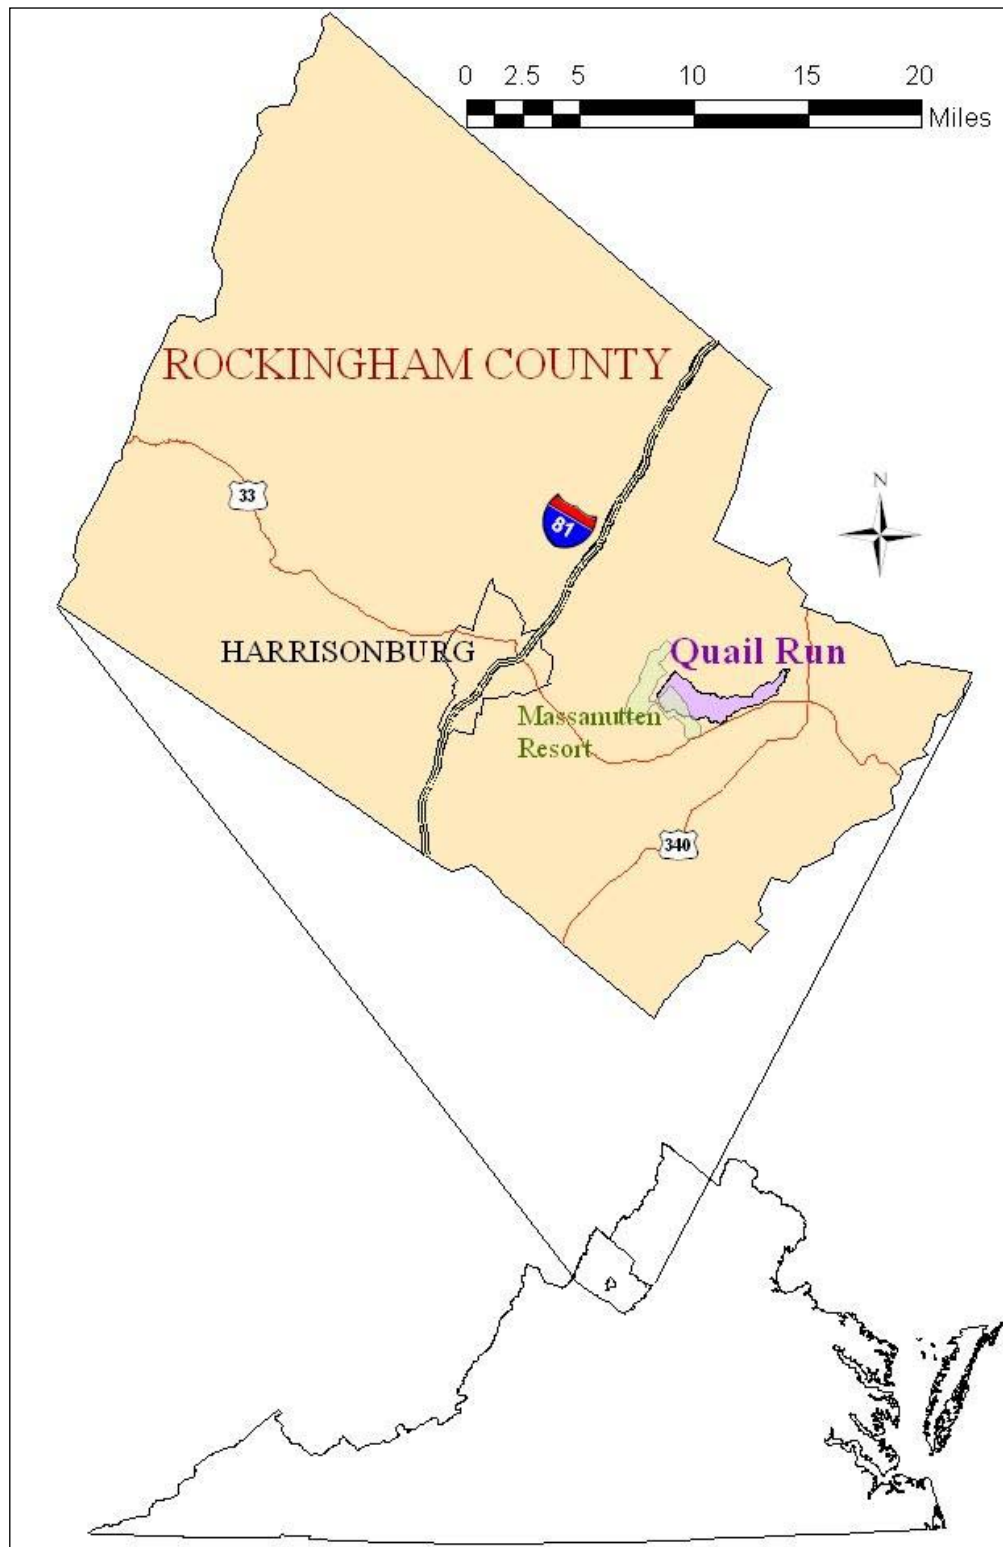 0 2.5 5 10 15 20
Miles
ROCKINGHAM COUNTY
33
81
N
HARRISONBURG
Quail Run
Massanutten
Resort
340